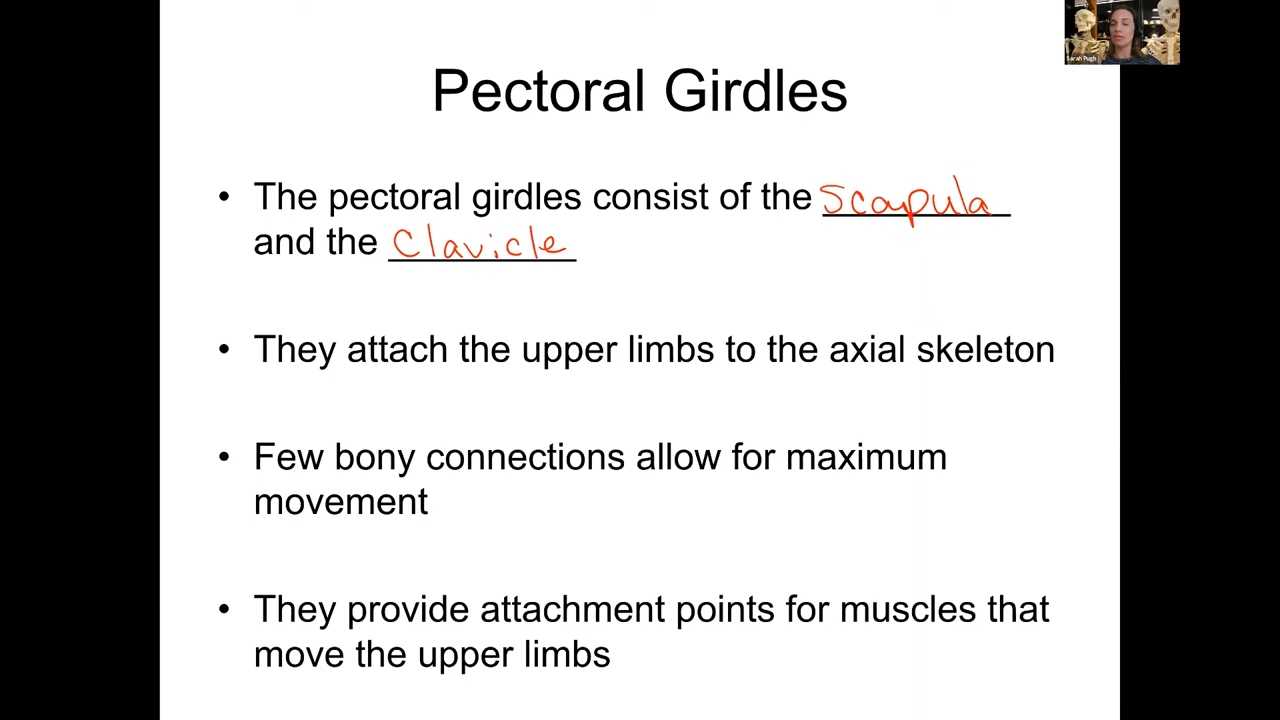 Sarah Pugh
Pectoral Girdles
• The pectoral girdles consist of the Scapula
and the Clavicle
• They attach the upper limbs to the axial skeleton
• Few bony connections allow for maximum
movement
• They provide attachment points for muscles that
move the upper limbs